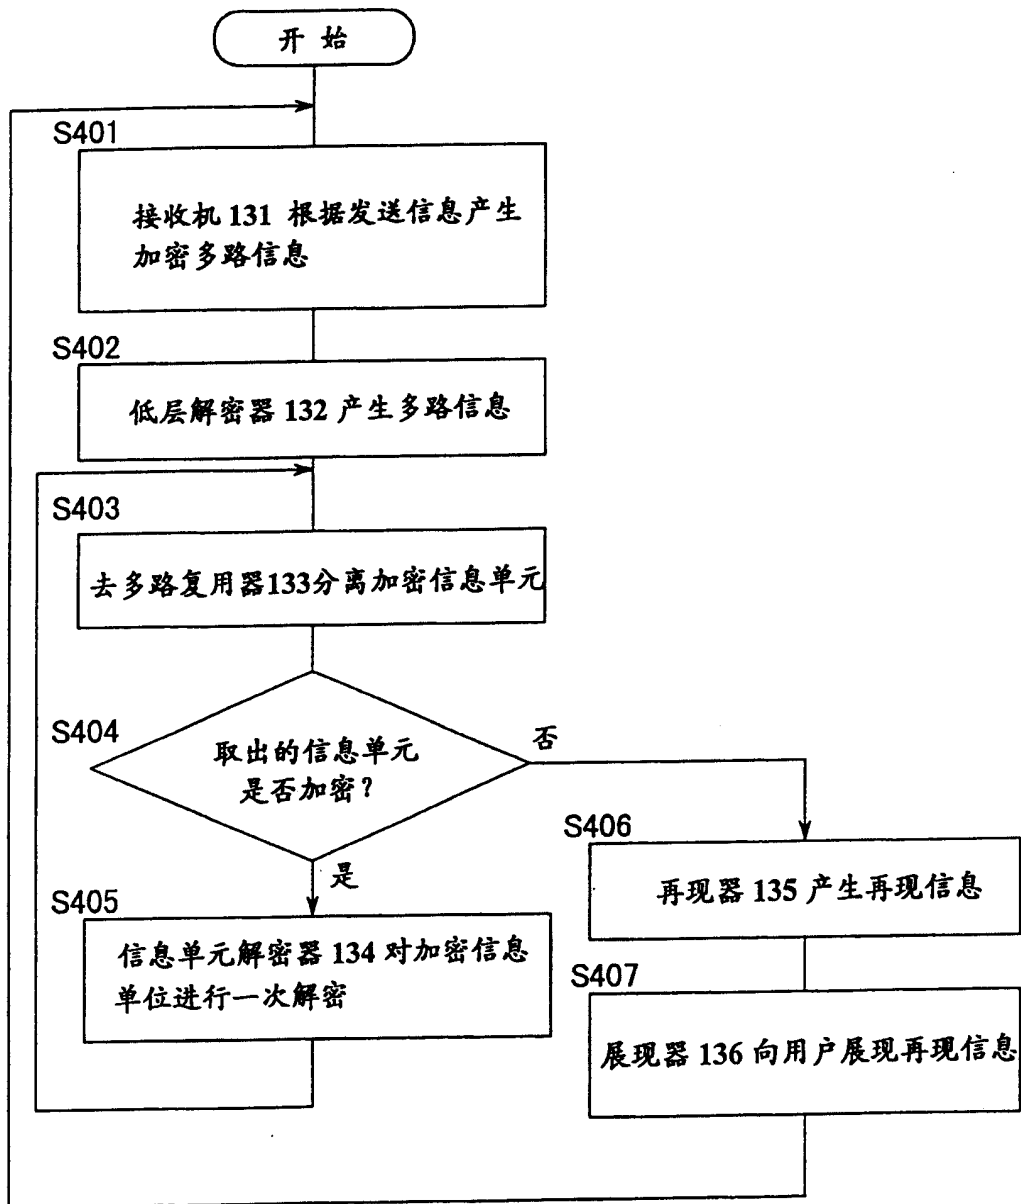 开 始
S401
接收机 131 根据发送信息产生
加密多路信息
S402
低层解密器 132 产生多路信息
S403
去多路复用器133分离加密信息单元
S404
取出的信息单元
是否加密?
否
是
S405
信息单元解密器 134 对加密信息
单位进行一次解密
S406
再现器 135 产生再现信息
S407
展现器 136 向用户展现再现信息